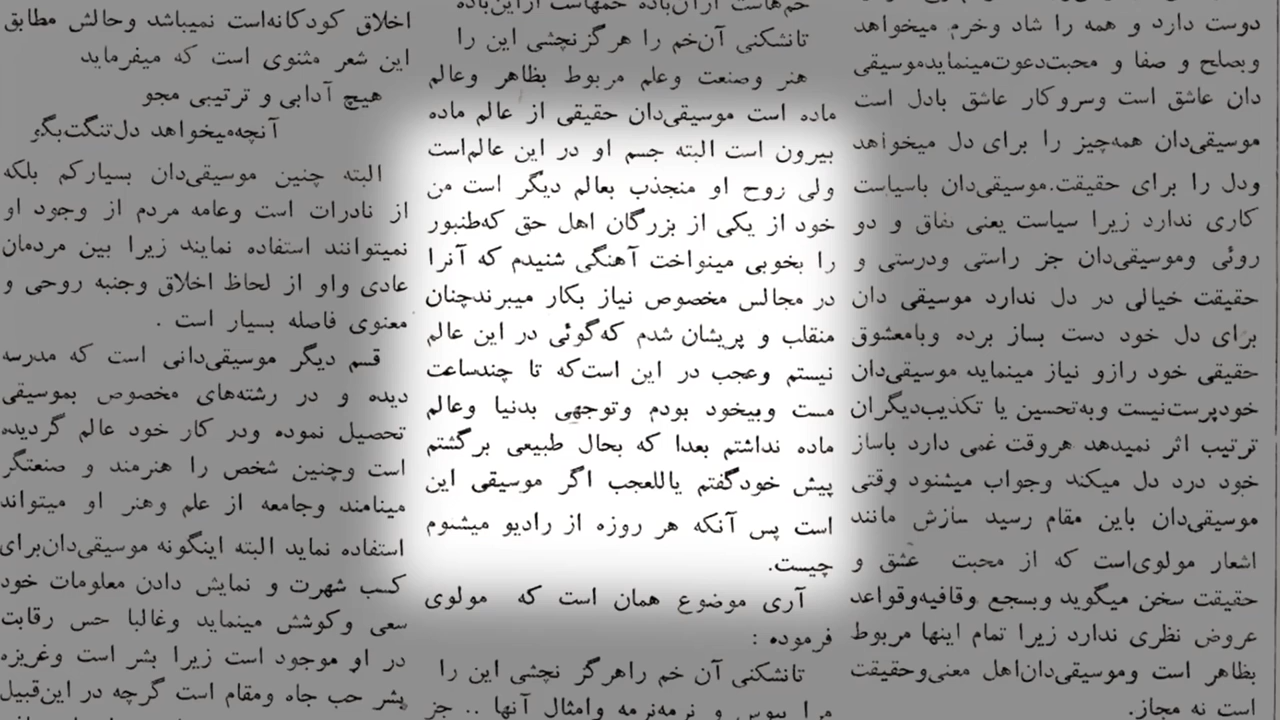 دوست دارد و همه را شاد وخرم میخواهد
وبصلح و صفا و محبت‌دعوت‌مینماید‌موسیقی
دان عاشق است وسروکار عاشق بادل است
موسیقی‌دان همه‌چیز را برای دل میخواهد
ودل را برای حقیقت.موسیقی‌دان باسیاست
کاری ندارد زیرا سیاست یعنی نفاق و دو
روئی وموسیقی‌دان جز راستی ودرستی و
حقیقت خیالی در دل ندارد موسیقی دان
برای دل خود دست بساز برده وبامعشوق
حقیقی خود رازو نیاز مینماید موسیقی‌دان
خودپرست‌نیست وبه‌تحسین یا تکذیب‌دیگران
ترتیب اثر نمیدهد هروقت غمی دارد باساز
خود درد دل میکند وجواب میشنود وقتی
موسیقی‌دان باین مقام رسید سازش مانند
اشعار مولوی‌است که از محبت عشق و
حقیقت سخن میگوید وبسجع وقافیه‌وقواعد
عروض نظری ندارد زیرا تمام اینها مربوط
بظاهر است وموسیقی‌دان‌اهل معنی‌وحقیقت
است نه مجاز.
خم‌هاست ازآن‌باده خمهاست ازاین‌باده
تانشکنی آن‌خم را هرگزنچشی این را
هنر وصنعت وعلم مربوط بظاهر وعالم
ماده است موسیقی‌دان حقیقی از عالم ماده
بیرون است البته جسم او در این عالم‌است
ولی روح او منجذب بعالم دیگر است من
خود از یکی از بزرگان اهل حق که‌طنبور
را بخوبی مینواخت آهنگی شنیدم که آنرا
در مجالس مخصوص نیاز بکار میبرندچنان
منقلب و پریشان شدم که‌گوئی در این عالم
نیستم وعجب در این است‌که تا چندساعت
مست وبیخود بودم وتوجهی بدنیا وعالم
ماده نداشتم بعدا که بحال طبیعی برگشتم
پیش خودگفتم یاللعجب اگر موسیقی این
است پس آنکه هر روزه از رادیو میشنوم
چیست.
آری موضوع همان است که مولوی
فرموده :
تانشکنی آن خم راهرگز نچشی این را
وامثال آنها .. جز
اخلاق کودکانه‌است نمیباشد وحالش مطابق
این شعر مثنوی است که میفرماید
هیچ آدابی و ترتیبی مجو
آنچه‌میخواهد دل‌تنگت‌بگو
البته چنین موسیقی‌دان بسیارکم بلکه
از نادرات است وعامه مردم از وجود او
نمیتوانند استفاده نمایند زیرا بین مردمان
عادی واو از لحاظ اخلاق وجنبه روحی و
معنوی فاصله بسیار است .
قسم دیگر موسیقی‌دانی است که مدرسه
دیده و در رشته‌های مخصوص بموسیقی
تحصیل نموده ودر کار خود عالم گردیده
است وچنین شخص را هنرمند و صنعتگر
مینامند وجامعه از علم وهنر او میتواند
استفاده نماید البته اینگونه موسیقی‌دان‌برای
کسب شهرت و نمایش دادن معلومات خود
سعی وکوشش مینماید وغالبا حس رقابت
در او موجود است زیرا بشر است وغریزه
بشر حب جاه ومقام است گرچه در این‌قبیل